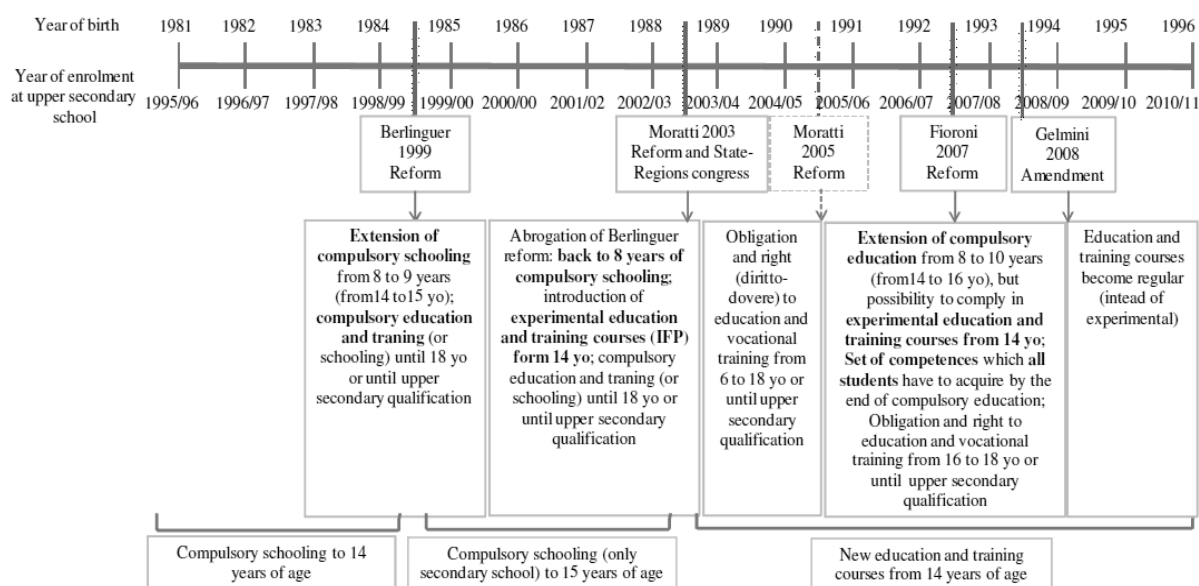 Year of birth 1981 1982 1983 1984 1985 1986 1987 1988 1989 1990 1991 1992 1993 1994 1995 1996
Year of enrolment
at upper secondary
school
1995/96 1996/97 1997/98 1998/99 1999/00 2000/00 2001/02 2002/03 2003/04 2004/05 2005/06 2006/07 2007/08 2008/09 2009/10 2010/11
Berlinguer
1999
Reform
Moratti 2003
Reform and State-
Regions congress
Moratti
2005
Reform
Fioroni
2007
Reform
Gelmini
2008
Amendment
Extension of
compulsory schooling
from 8 to 9 years
(from14 to15 yo);
compulsory education
and traning (or
schooling) until 18 yo
or until upper
secondary qualification
Abrogation of Berlinguer
reform: back to 8 years of
compulsory schooling;
introduction of
experimental education
and training courses (IFP)
form 14 yo; compulsory
education and traning (or
schooling) until 18 yo or
until upper secondary
qualification
Obligation
and right
(diritto-
dovere) to
education and
vocational
training from
6 to 18 yo or
until upper
secondary
qualification
Extension of compulsory
education from 8 to 10 years
(from14 to 16 yo), but
possibility to comply in
experimental education and
training courses from 14 yo;
Set of competences which all
students have to acquire by the
end of compulsory education;
Obligation and right to
education and vocational
training from 16 to 18 yo or
until upper secondary
qualification
Education and
training courses
become regular
(intead of
experimental)
Compulsory schooling to 14
years of age
Compulsory schooling (only
secondary school) to 15 years of age
New education and training
courses from 14 years of age